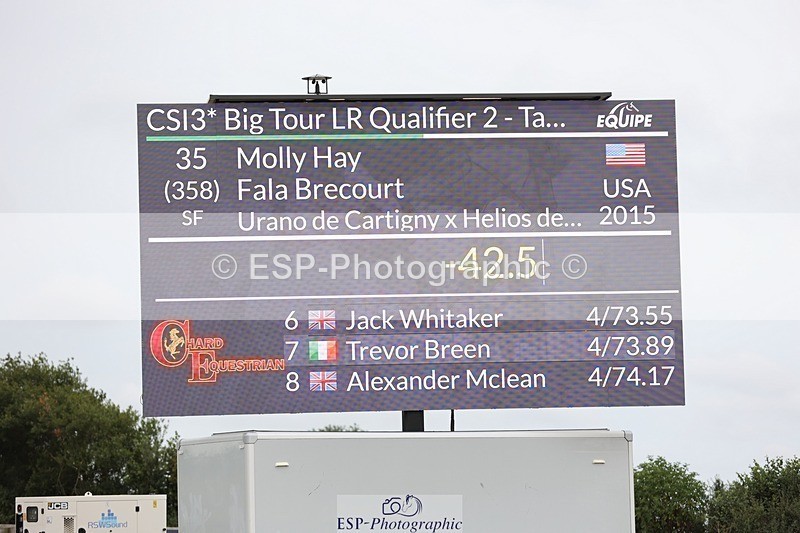 CSI3* Big Tour LR Qualifier 2 - Ta... EQUIPE
35 Molly Hay
(358) Fala Brecourt USA
SF Urano de Cartigny x Helios de... 2015
-42.5
© ESP-Photographic ©
6 Jack Whitaker 4/73.55
7 Trevor Breen 4/73.89
8 Alexander Mclean 4/74.17
CHARD
EQUESTRIAN
JCB
RSWSound
ESP-Photographic